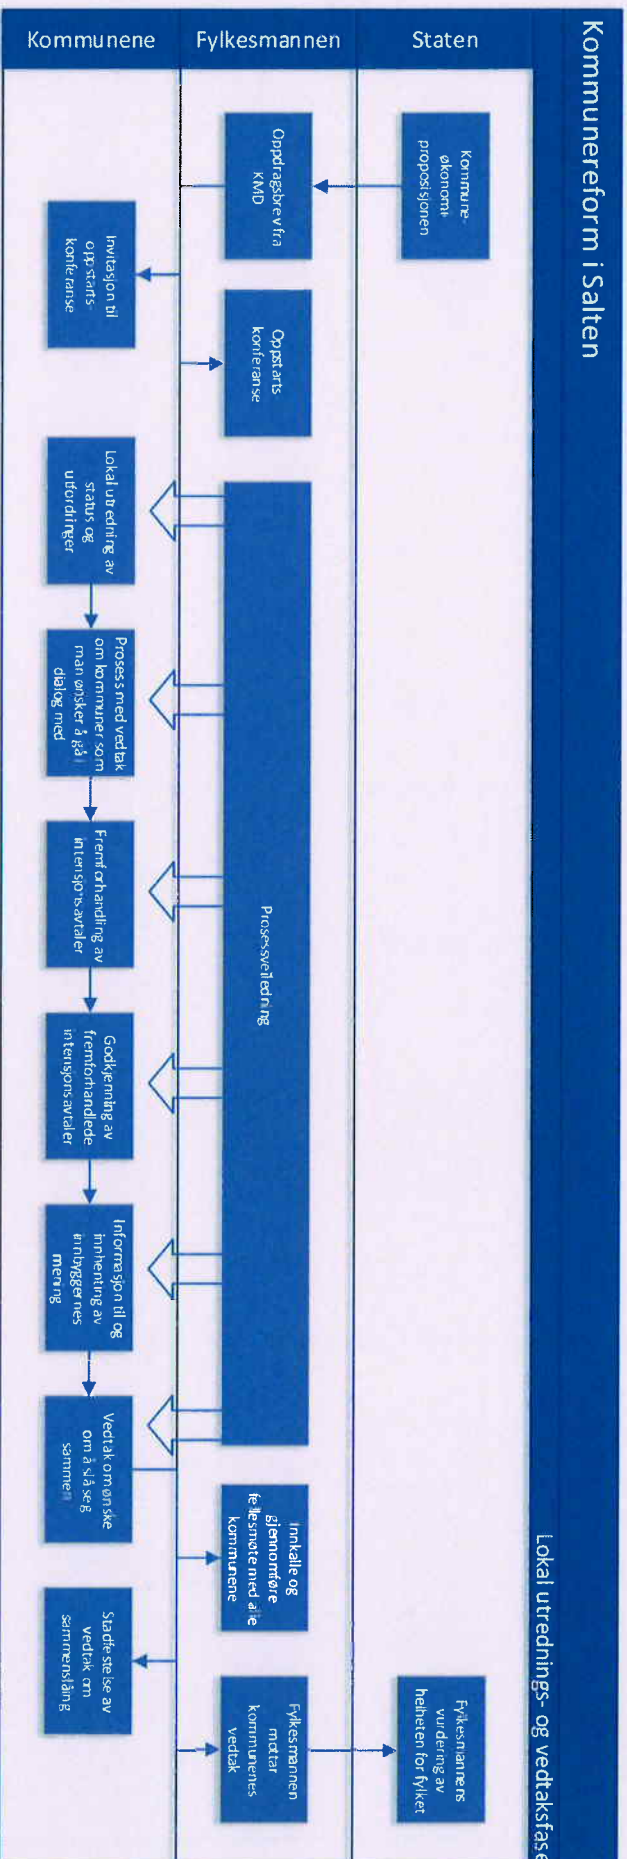 Kommunereform i Salten
Lokal utrednings- og vedtaksfase
Staten
Kommune-
økonomi-
proposisjonen
Fylkesmannens
vurdering av
helheten for fylket
Fylkesmannen
Oppdragsbrev fra
KMD
Oppstarts
konferanse
Prosessveiledning
Innkalle og
gjennomføre
fellesmøte med alle
kommunene
Fylkesmannen
mottar
kommunenes
vedtak
Kommunene
Invitasjon til
oppstarts-
konferanse
Lokal utredning av
status og
utfordringer
Prosess med vedtak
om kommuner som
man ønsker å gå i
dialog med
Fremforhandling av
intensjonsavtaler
Godkjenning av
fremforhandlede
intensjonsavtaler
Informasjon til og
innhenting av
innbyggernes
mening
Vedtak om ønske
om å slå seg
sammen
Stadfestelse av
vedtak om
sammenslåing